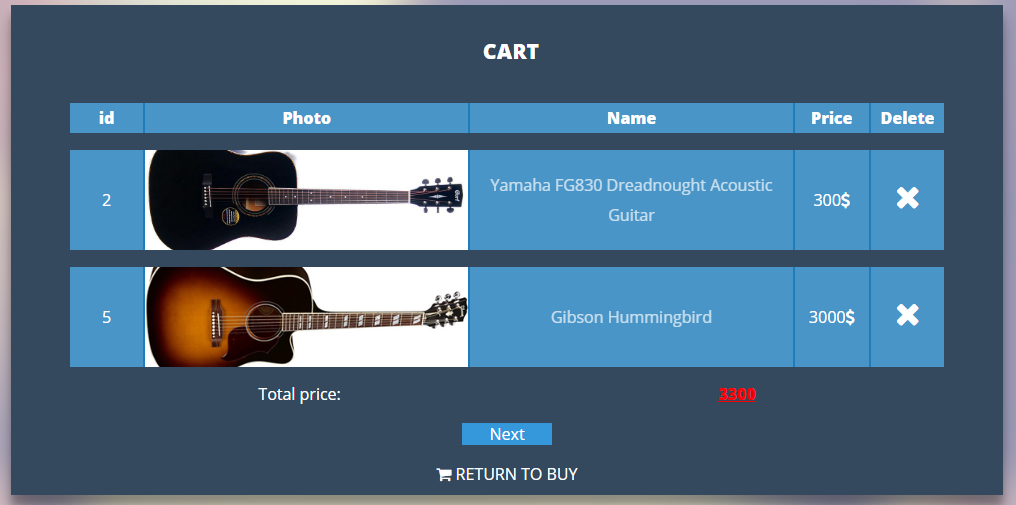 CART
id Photo Name Price Delete
2 Yamaha FG830 Dreadnought Acoustic 300$
Guitar
5 Gibson Hummingbird 3000$
Total price: 3300
Next
RETURN TO BUY